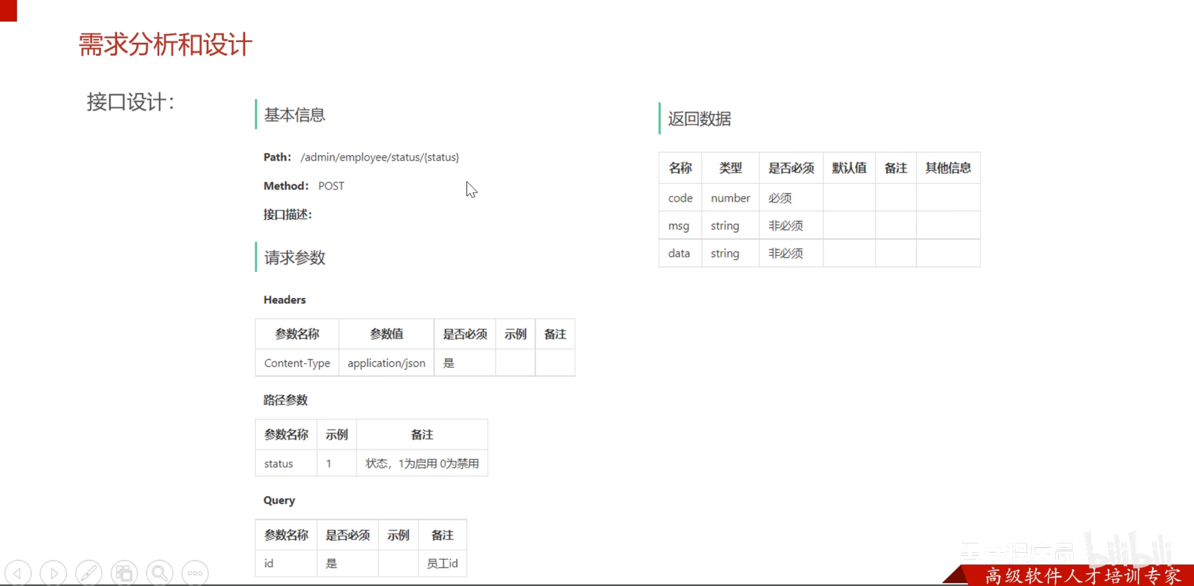 需求分析和设计
接口设计：
基本信息
Path： /admin/employee/status/{status}
Method： POST
接口描述：
请求参数
Headers
参数名称 参数值 是否必须 示例 备注
Content-Type application/json 是
路径参数
参数名称 示例 备注
status 1 状态，1为启用 0为禁用
Query
参数名称 是否必须 示例 备注
id 是 员工id
返回数据
名称 类型 是否必须 默认值 备注 其他信息
code number 必须
msg string 非必须
data string 非必须
bilibili
高级软件人才培训专家